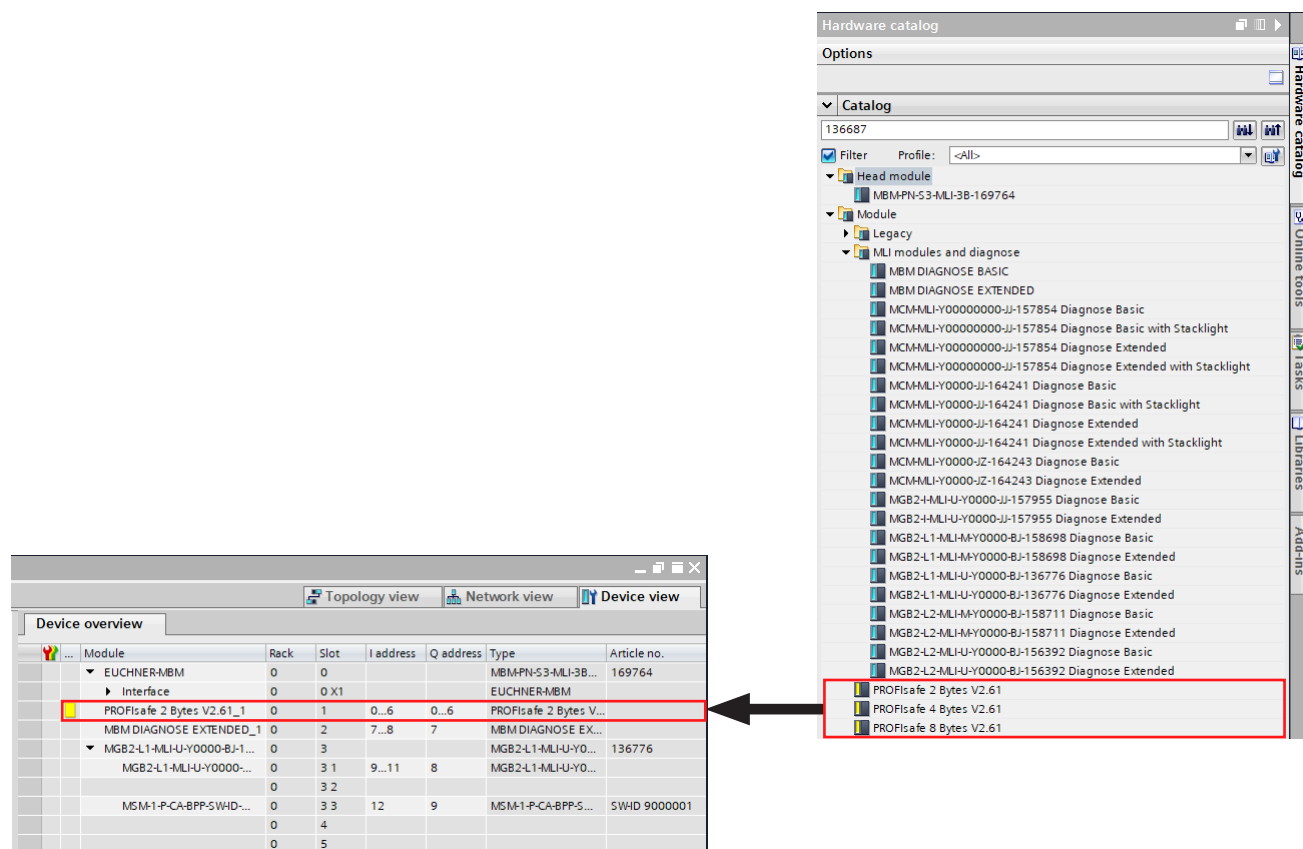 Hardware catalog
Options
Catalog
136687
Filter Profile: <All>
Head module
MBM-PN-S3-MLI-3B-169764
Module
Legacy
MLI modules and diagnose
MBM DIAGNOSE BASIC
MBM DIAGNOSE EXTENDED
MCM-MLI-Y00000000-JJ-157854 Diagnose Basic
MCM-MLI-Y00000000-JJ-157854 Diagnose Basic with Stacklight
MCM-MLI-Y00000000-JJ-157854 Diagnose Extended
MCM-MLI-Y00000000-JJ-157854 Diagnose Extended with Stacklight
MCM-MLI-Y0000-JJ-164241 Diagnose Basic
MCM-MLI-Y0000-JJ-164241 Diagnose Basic with Stacklight
MCM-MLI-Y0000-JJ-164241 Diagnose Extended
MCM-MLI-Y0000-JJ-164241 Diagnose Extended with Stacklight
MCM-MLI-Y0000-JZ-164243 Diagnose Basic
MCM-MLI-Y0000-JZ-164243 Diagnose Extended
MGB2-I-MLI-U-Y0000-JJ-157955 Diagnose Basic
MGB2-I-MLI-U-Y0000-JJ-157955 Diagnose Extended
MGB2-L1-MLI-M-Y0000-BJ-158698 Diagnose Basic
MGB2-L1-MLI-M-Y0000-BJ-158698 Diagnose Extended
MGB2-L1-MLI-U-Y0000-BJ-136776 Diagnose Basic
MGB2-L1-MLI-U-Y0000-BJ-136776 Diagnose Extended
MGB2-L2-MLI-M-Y0000-BJ-158711 Diagnose Basic
MGB2-L2-MLI-M-Y0000-BJ-158711 Diagnose Extended
MGB2-L2-MLI-U-Y0000-BJ-156392 Diagnose Basic
MGB2-L2-MLI-U-Y0000-BJ-156392 Diagnose Extended
PROFIsafe 2 Bytes V2.61
PROFIsafe 4 Bytes V2.61
PROFIsafe 8 Bytes V2.61
Hardware catalog
Online tools
Tasks
Libraries
Add-ins
Topology view Network view Device view
Device overview
... Module Rack Slot I address Q address Type Article no.
EUCHNER-MBM 0 0 MBM-PN-S3-MLI-3B... 169764
Interface 0 0 X1 EUCHNER-MBM
PROFIsafe 2 Bytes V2.61_1 0 1 0...6 0...6 PROFIsafe 2 Bytes V...
MBM DIAGNOSE EXTENDED_1 0 2 7...8 7 MBM DIAGNOSE EX...
MGB2-L1-MLI-U-Y0000-BJ-1... 0 3 MGB2-L1-MLI-U-Y0... 136776
MGB2-L1-MLI-U-Y0000-... 0 3 1 9...11 8 MGB2-L1-MLI-U-Y0...
0 3 2
MSM-1-P-CA-BPP-SW-ID-... 0 3 3 12 9 MSM-1-P-CA-BPP-S... SW-ID 9000001
0 4
0 5